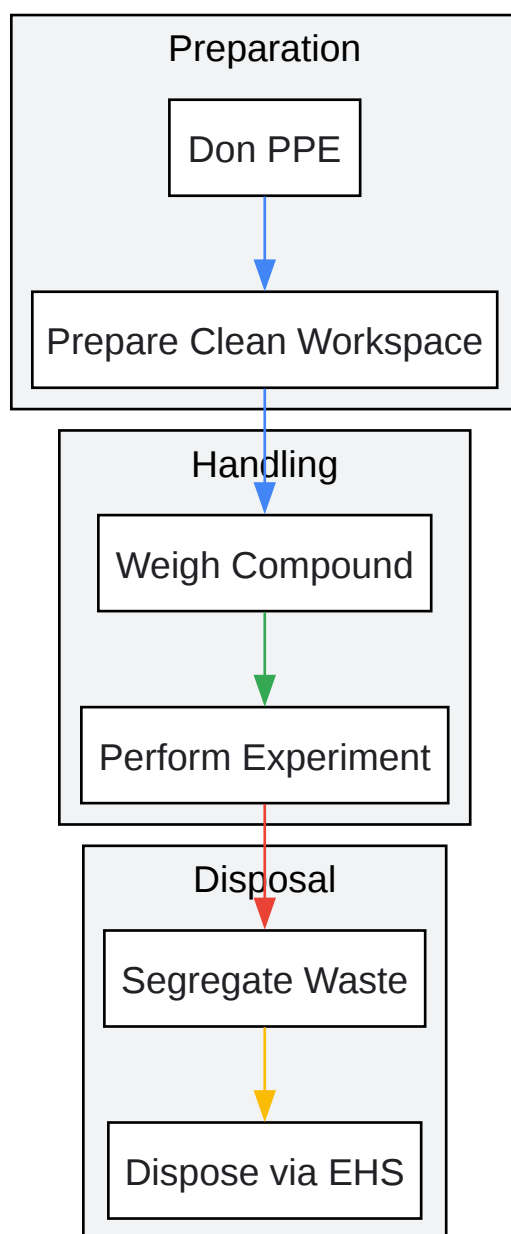 Preparation
Don PPE
Prepare Clean Workspace
Handling
Weigh Compound
Perform Experiment
Disposal
Segregate Waste
Dispose via EHS